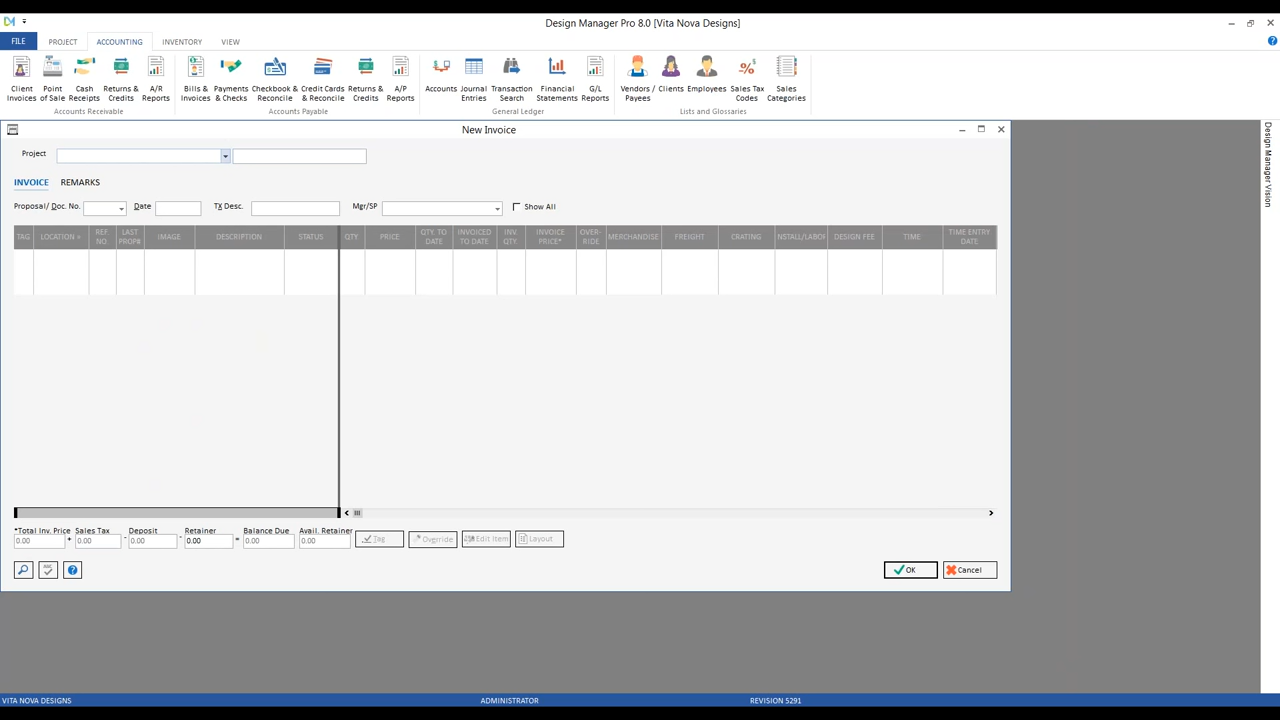 Design Manager Pro 8.0 [Vita Nova Designs]
FILE PROJECT ACCOUNTING INVENTORY VIEW
Client Invoices
Point of Sale
Cash Receipts
Returns & Credits
A/R Reports
Bills & Invoices
Payments & Checks
Checkbook & Reconcile
Credit Cards & Reconcile
Returns & Credits
A/P Reports
Accounts
Journal Entries
Transaction Search
Financial Statements
G/L Reports
Vendors / Payees
Clients
Employees
Sales Tax Codes
Sales Categories
Accounts Receivable Accounts Payable General Ledger Lists and Glossaries
New Invoice
Design Manager Vision
Project
INVOICE REMARKS
Proposal/ Doc. No. Date TX Desc. Mgr/SP Show All
TAG
LOCATION
REF. NO.
LAST PROP#
IMAGE
DESCRIPTION
STATUS
QTY.
PRICE
QTY. TO DATE
INVOICED TO DATE
INV. QTY.
INVOICE PRICE*
OVER-RIDE
MERCHANDISE
FREIGHT
CRATING
NSTALL/LABOR
DESIGN FEE
TIME
TIME ENTRY DATE
*Total Inv. Price Sales Tax Deposit Retainer Balance Due Avail. Retainer
0.00 + 0.00 - 0.00 - 0.00 = 0.00 0.00 Tag Override Edit Item Layout
OK Cancel
VITA NOVA DESIGNS ADMINISTRATOR REVISION 5291